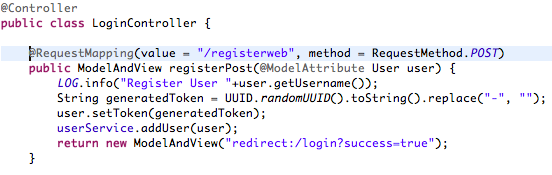 @Controller
public class LoginController {
@RequestMapping(value = "/registerweb", method = RequestMethod.POST)
public ModelAndView registerPost(@ModelAttribute User user) {
LOG.info("Register User "+user.getUsername());
String generatedToken = UUID.randomUUID().toString().replace("-", "");
user.setToken(generatedToken);
userService.addUser(user);
return new ModelAndView("redirect:/login?success=true");
}